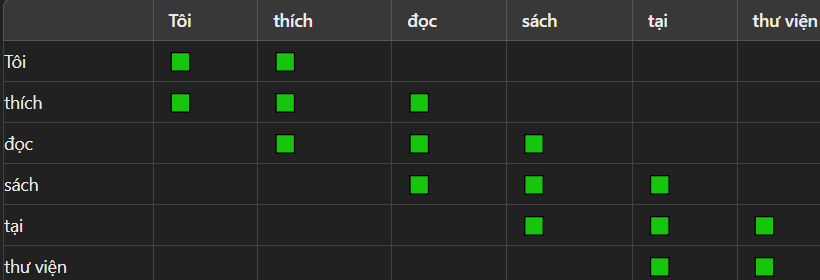 Tôi thích đọc sách tại thư viện
Tôi
thích
đọc
sách
tại
thư viện